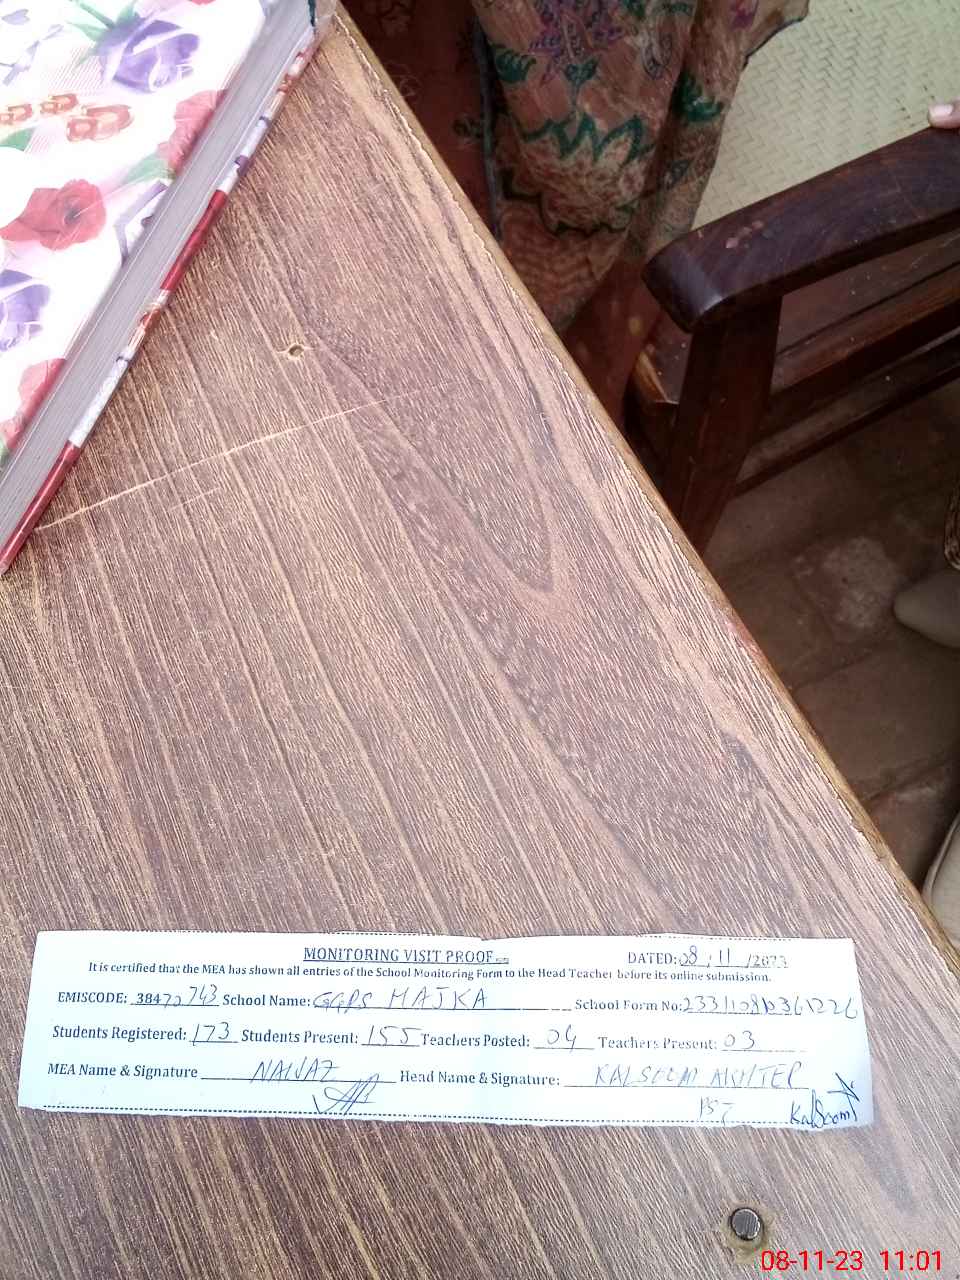 MONITORING VISIT PROOF
DATED: 08 / 11 /2023
It is certified that the MEA has shown all entries of the School Monitoring Form to the Head Teacher before its online submission.
EMISCODE: 38470743 School Name: GGPS MAJKA School Form No:
Students Registered: 173 Students Present: 155 Teachers Posted: 04 Teachers Present: 03
MEA Name & Signature NAWAZ Head Name & Signature: KALSOOM AKHTER
PST Kalsoom
08-11-23 11:01